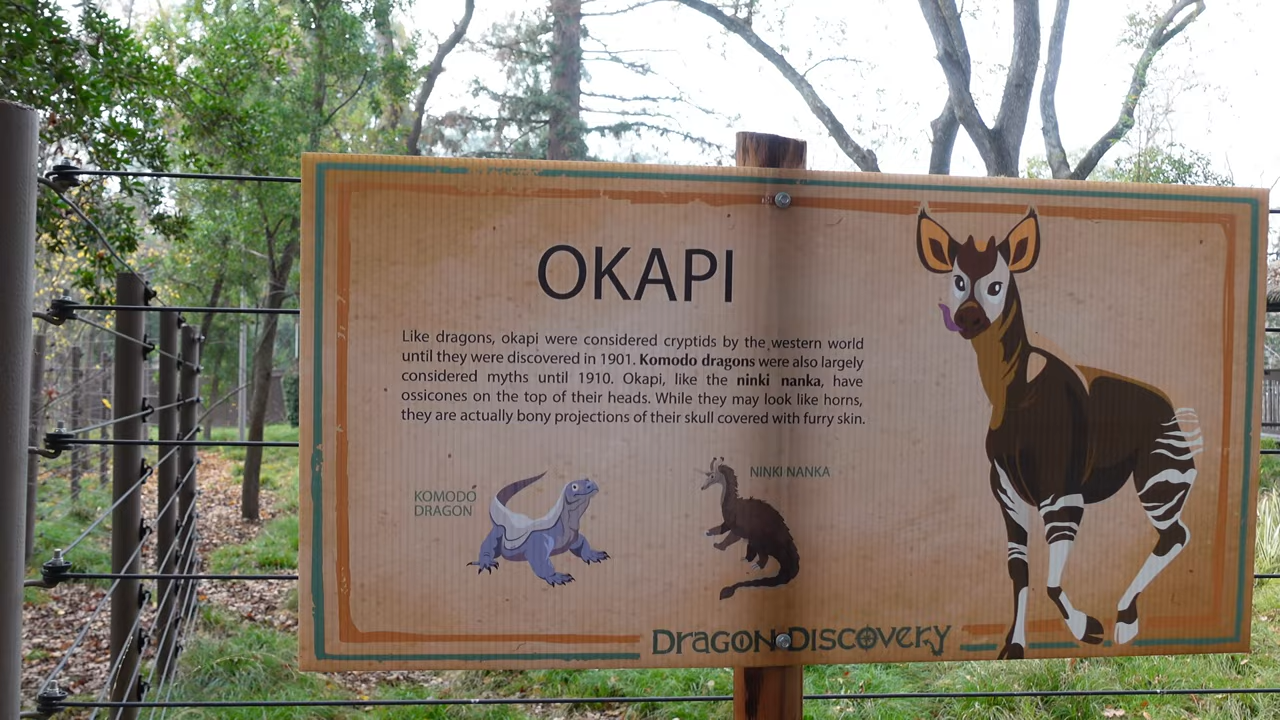 OKAPI
Like dragons, okapi were considered cryptids by the western world
until they were discovered in 1901. Komodo dragons were also largely
considered myths until 1910. Okapi, like the ninki nanka, have
ossicones on the top of their heads. While they may look like horns,
they are actually bony projections of their skull covered with furry skin.
KOMODO
DRAGON
NINKI NANKA
Dragon Discovery